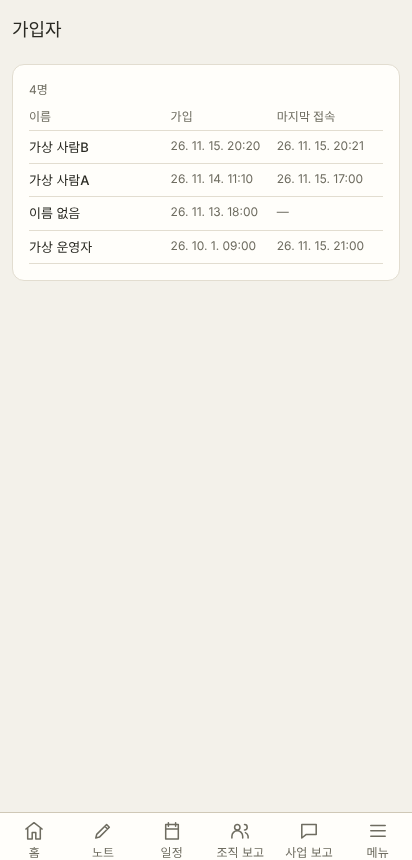 가입자
4명
이름 가입 마지막 접속
가상 사람B 26. 11. 15. 20:20 26. 11. 15. 20:21
가상 사람A 26. 11. 14. 11:10 26. 11. 15. 17:00
이름 없음 26. 11. 13. 18:00 —
가상 운영자 26. 10. 1. 09:00 26. 11. 15. 21:00
홈 노트 일정 조직 보고 사업 보고 메뉴